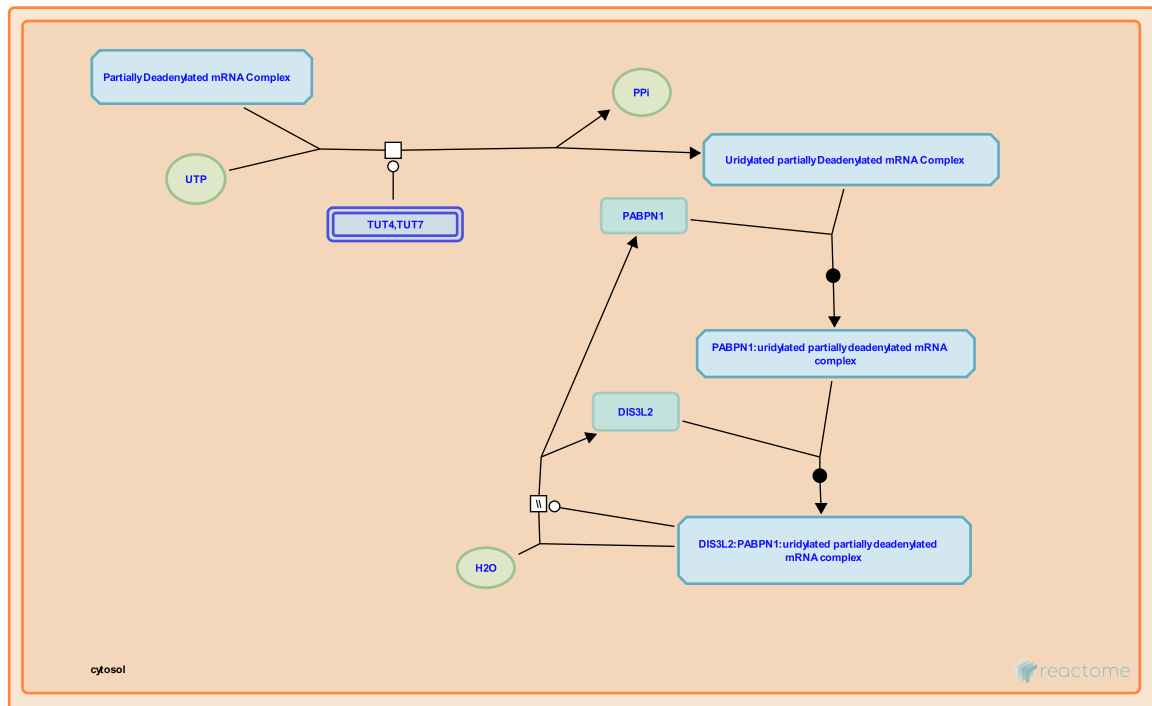 Partially Deadenylated mRNA Complex
PPi
UTP
Uridylated partially Deadenylated mRNA Complex
TUT4,TUT7
PABPN1
PABPN1:uridylated partially deadenylated mRNA
complex
DIS3L2
\\
DIS3L2:PABPN1:uridylated partially deadenylated
mRNA complex
H2O
cytosol
reactome